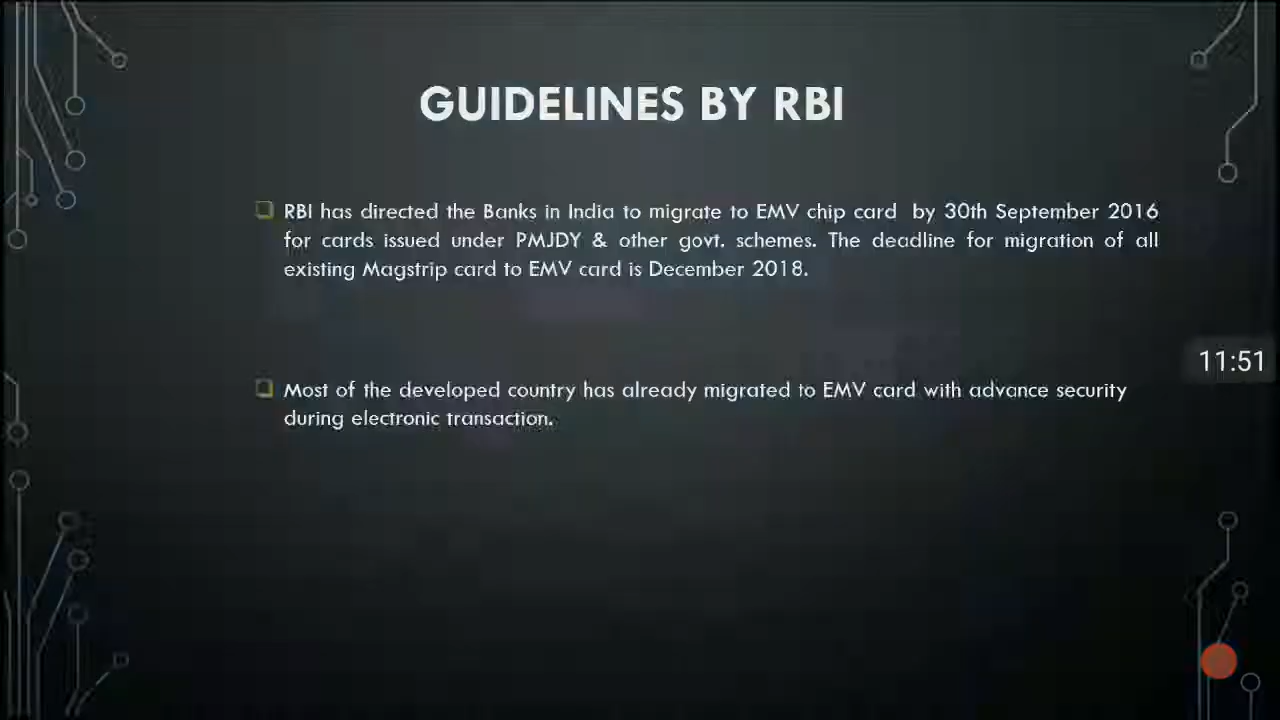 GUIDELINES BY RBI
RBI has directed the Banks in India to migrate to EMV chip card by 30th September 2016
for cards issued under PMJDY & other govt. schemes. The deadline for migration of all
existing Magstrip card to EMV card is December 2018.
11:51
Most of the developed country has already migrated to EMV card with advance security
during electronic transaction.